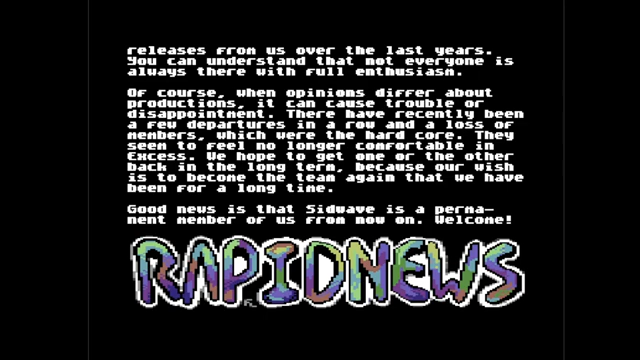 releases from us over the last years.
You can understand that not everyone is
always there with full enthusiasm.
Of course, when opinions differ about
productions, it can cause trouble or
disappointment. There have recently been
a few departures in a row and a loss of
members, which were the hard core. They
seem to feel no longer comfortable in
Excess. We hope to get one or the other
back in the long term, because our wish
is to become the team again that we have
been for a long time.
Good news is that Sidwave is a perma-
nent member of us from now on. Welcome!
RAPIDNEWS